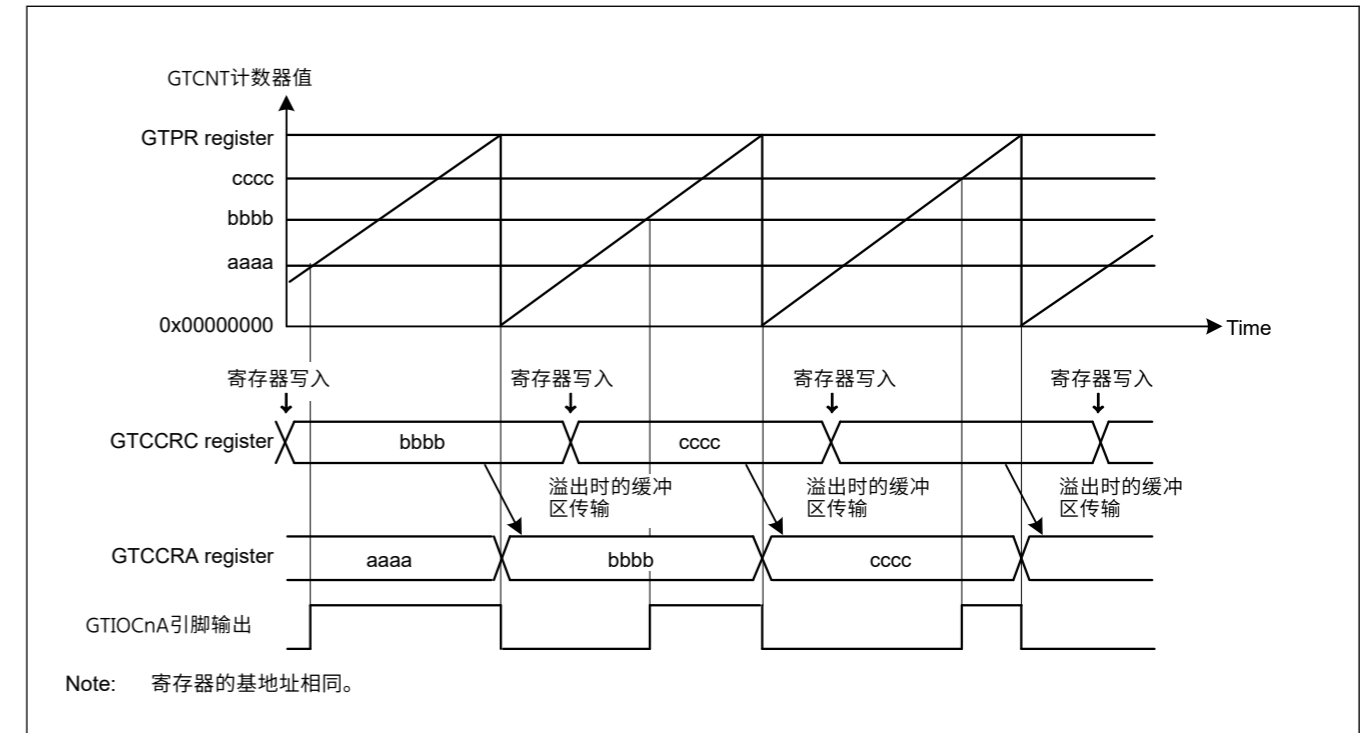 GTCNT计数器值
GTPR register
cccc
bbbb
aaaa
0x00000000
Time
寄存器写入
寄存器写入
寄存器写入
寄存器写入
GTCCRC register
bbbb
cccc
溢出时的缓冲
区传输
溢出时的缓冲
区传输
溢出时的缓冲
区传输
GTCCRA register
aaaa
bbbb
cccc
GTIOCnA引脚输出
Note: 寄存器的基地址相同。